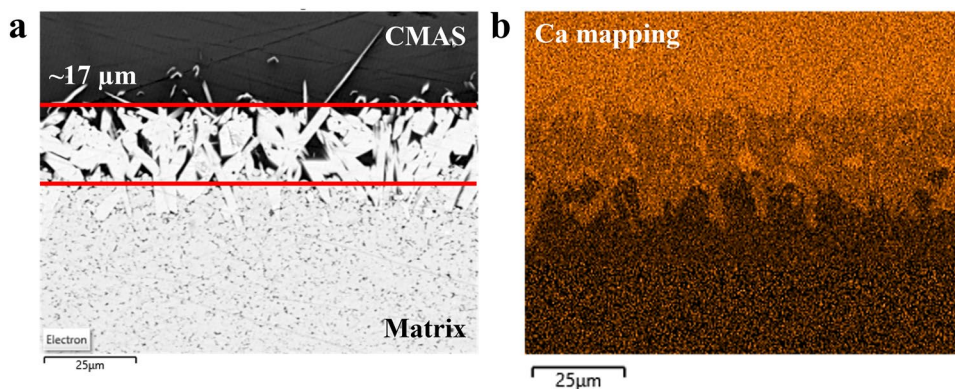 a
CMAS
~17 μm
Matrix
Electron
25μm
b
Ca mapping
25μm